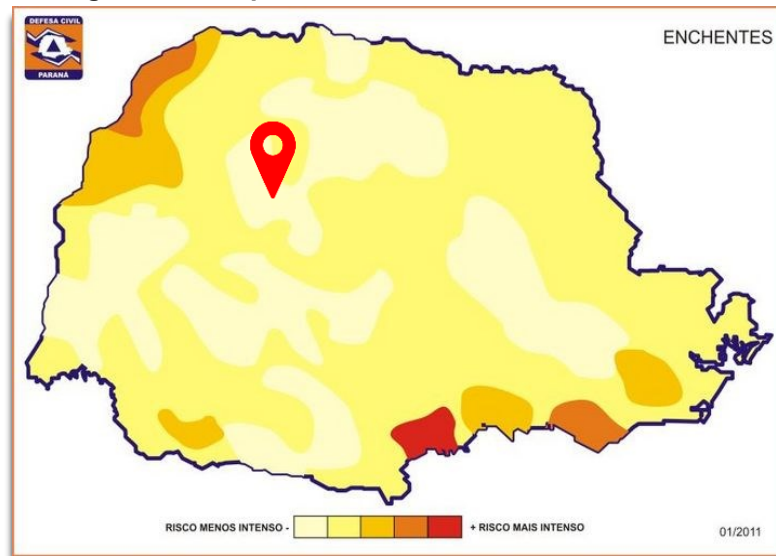 DEFESA CIVIL
PARANÁ
ENCHENTES
RISCO MENOS INTENSO - + RISCO MAIS INTENSO
01/2011